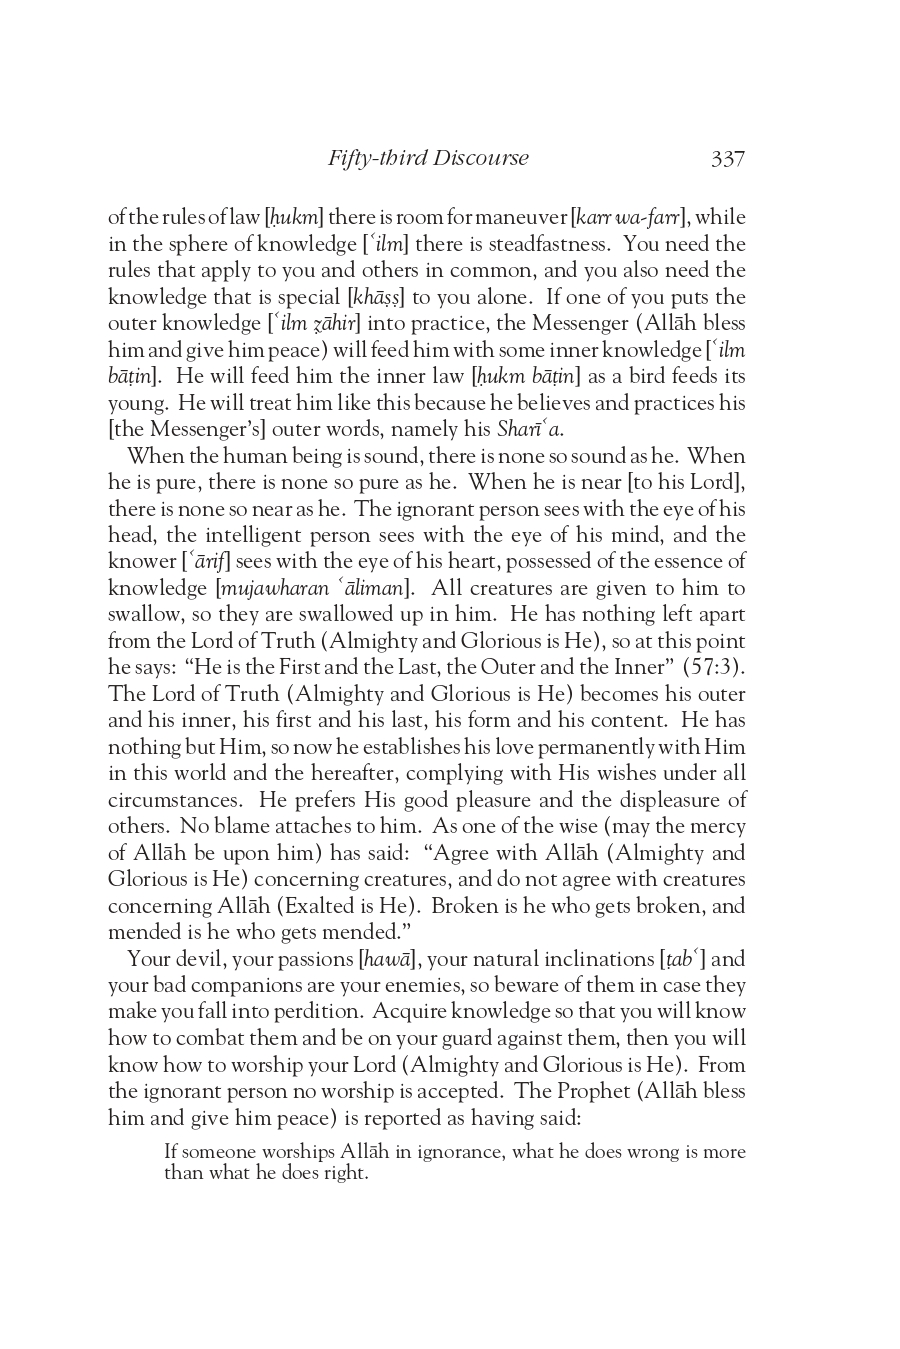 Fifty-third Discourse 337
of the rules of law [ḥukm] there is room for maneuver [karr wa-farr], while
in the sphere of knowledge [ʿilm] there is steadfastness. You need the
rules that apply to you and others in common, and you also need the
knowledge that is special [khāṣṣ] to you alone. If one of you puts the
outer knowledge [ʿilm ẓāhir] into practice, the Messenger (Allāh bless
him and give him peace) will feed him with some inner knowledge [ʿilm
bāṭin]. He will feed him the inner law [ḥukm bāṭin] as a bird feeds its
young. He will treat him like this because he believes and practices his
[the Messenger’s] outer words, namely his Sharīʿa.
When the human being is sound, there is none so sound as he. When
he is pure, there is none so pure as he. When he is near [to his Lord],
there is none so near as he. The ignorant person sees with the eye of his
head, the intelligent person sees with the eye of his mind, and the
knower [ʿārif] sees with the eye of his heart, possessed of the essence of
knowledge [mujawharan ʿāliman]. All creatures are given to him to
swallow, so they are swallowed up in him. He has nothing left apart
from the Lord of Truth (Almighty and Glorious is He), so at this point
he says: “He is the First and the Last, the Outer and the Inner” (57:3).
The Lord of Truth (Almighty and Glorious is He) becomes his outer
and his inner, his first and his last, his form and his content. He has
nothing but Him, so now he establishes his love permanently with Him
in this world and the hereafter, complying with His wishes under all
circumstances. He prefers His good pleasure and the displeasure of
others. No blame attaches to him. As one of the wise (may the mercy
of Allāh be upon him) has said: “Agree with Allāh (Almighty and
Glorious is He) concerning creatures, and do not agree with creatures
concerning Allāh (Exalted is He). Broken is he who gets broken, and
mended is he who gets mended.”
Your devil, your passions [hawā], your natural inclinations [ṭabʿ] and
your bad companions are your enemies, so beware of them in case they
make you fall into perdition. Acquire knowledge so that you will know
how to combat them and be on your guard against them, then you will
know how to worship your Lord (Almighty and Glorious is He). From
the ignorant person no worship is accepted. The Prophet (Allāh bless
him and give him peace) is reported as having said:
If someone worships Allāh in ignorance, what he does wrong is more
than what he does right.